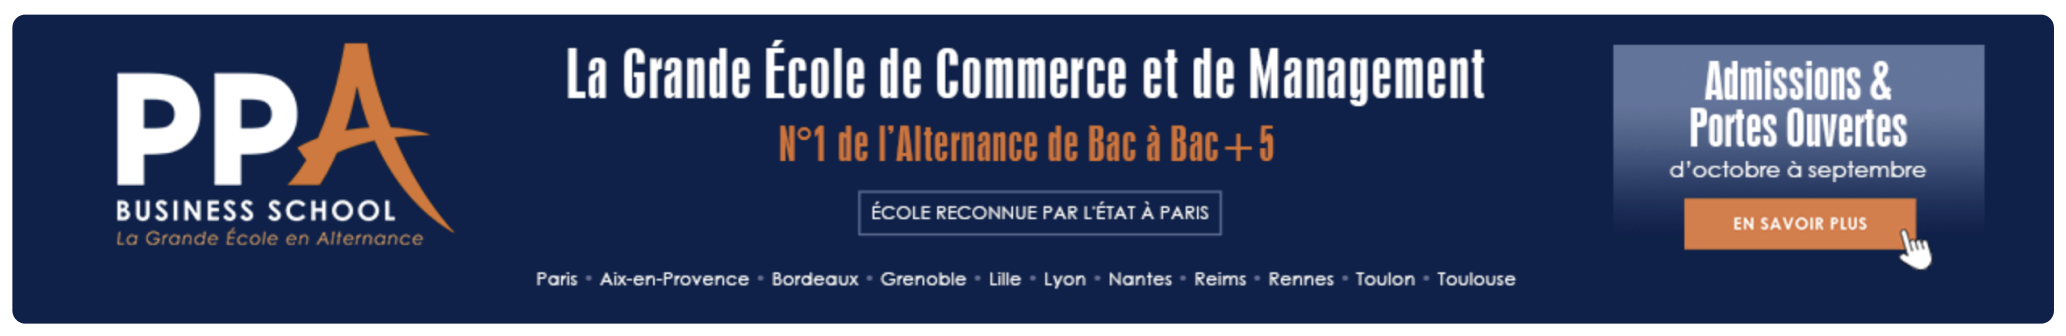 PPA
BUSINESS SCHOOL
La Grande École en Alternance
La Grande École de Commerce et de Management
N°1 de l'Alternance de Bac à Bac+5
ÉCOLE RECONNUE PAR L'ÉTAT À PARIS
Paris • Aix-en-Provence • Bordeaux • Grenoble • Lille • Lyon • Nantes • Reims • Rennes • Toulon • Toulouse
Admissions &
Portes Ouvertes
d'octobre à septembre
EN SAVOIR PLUS